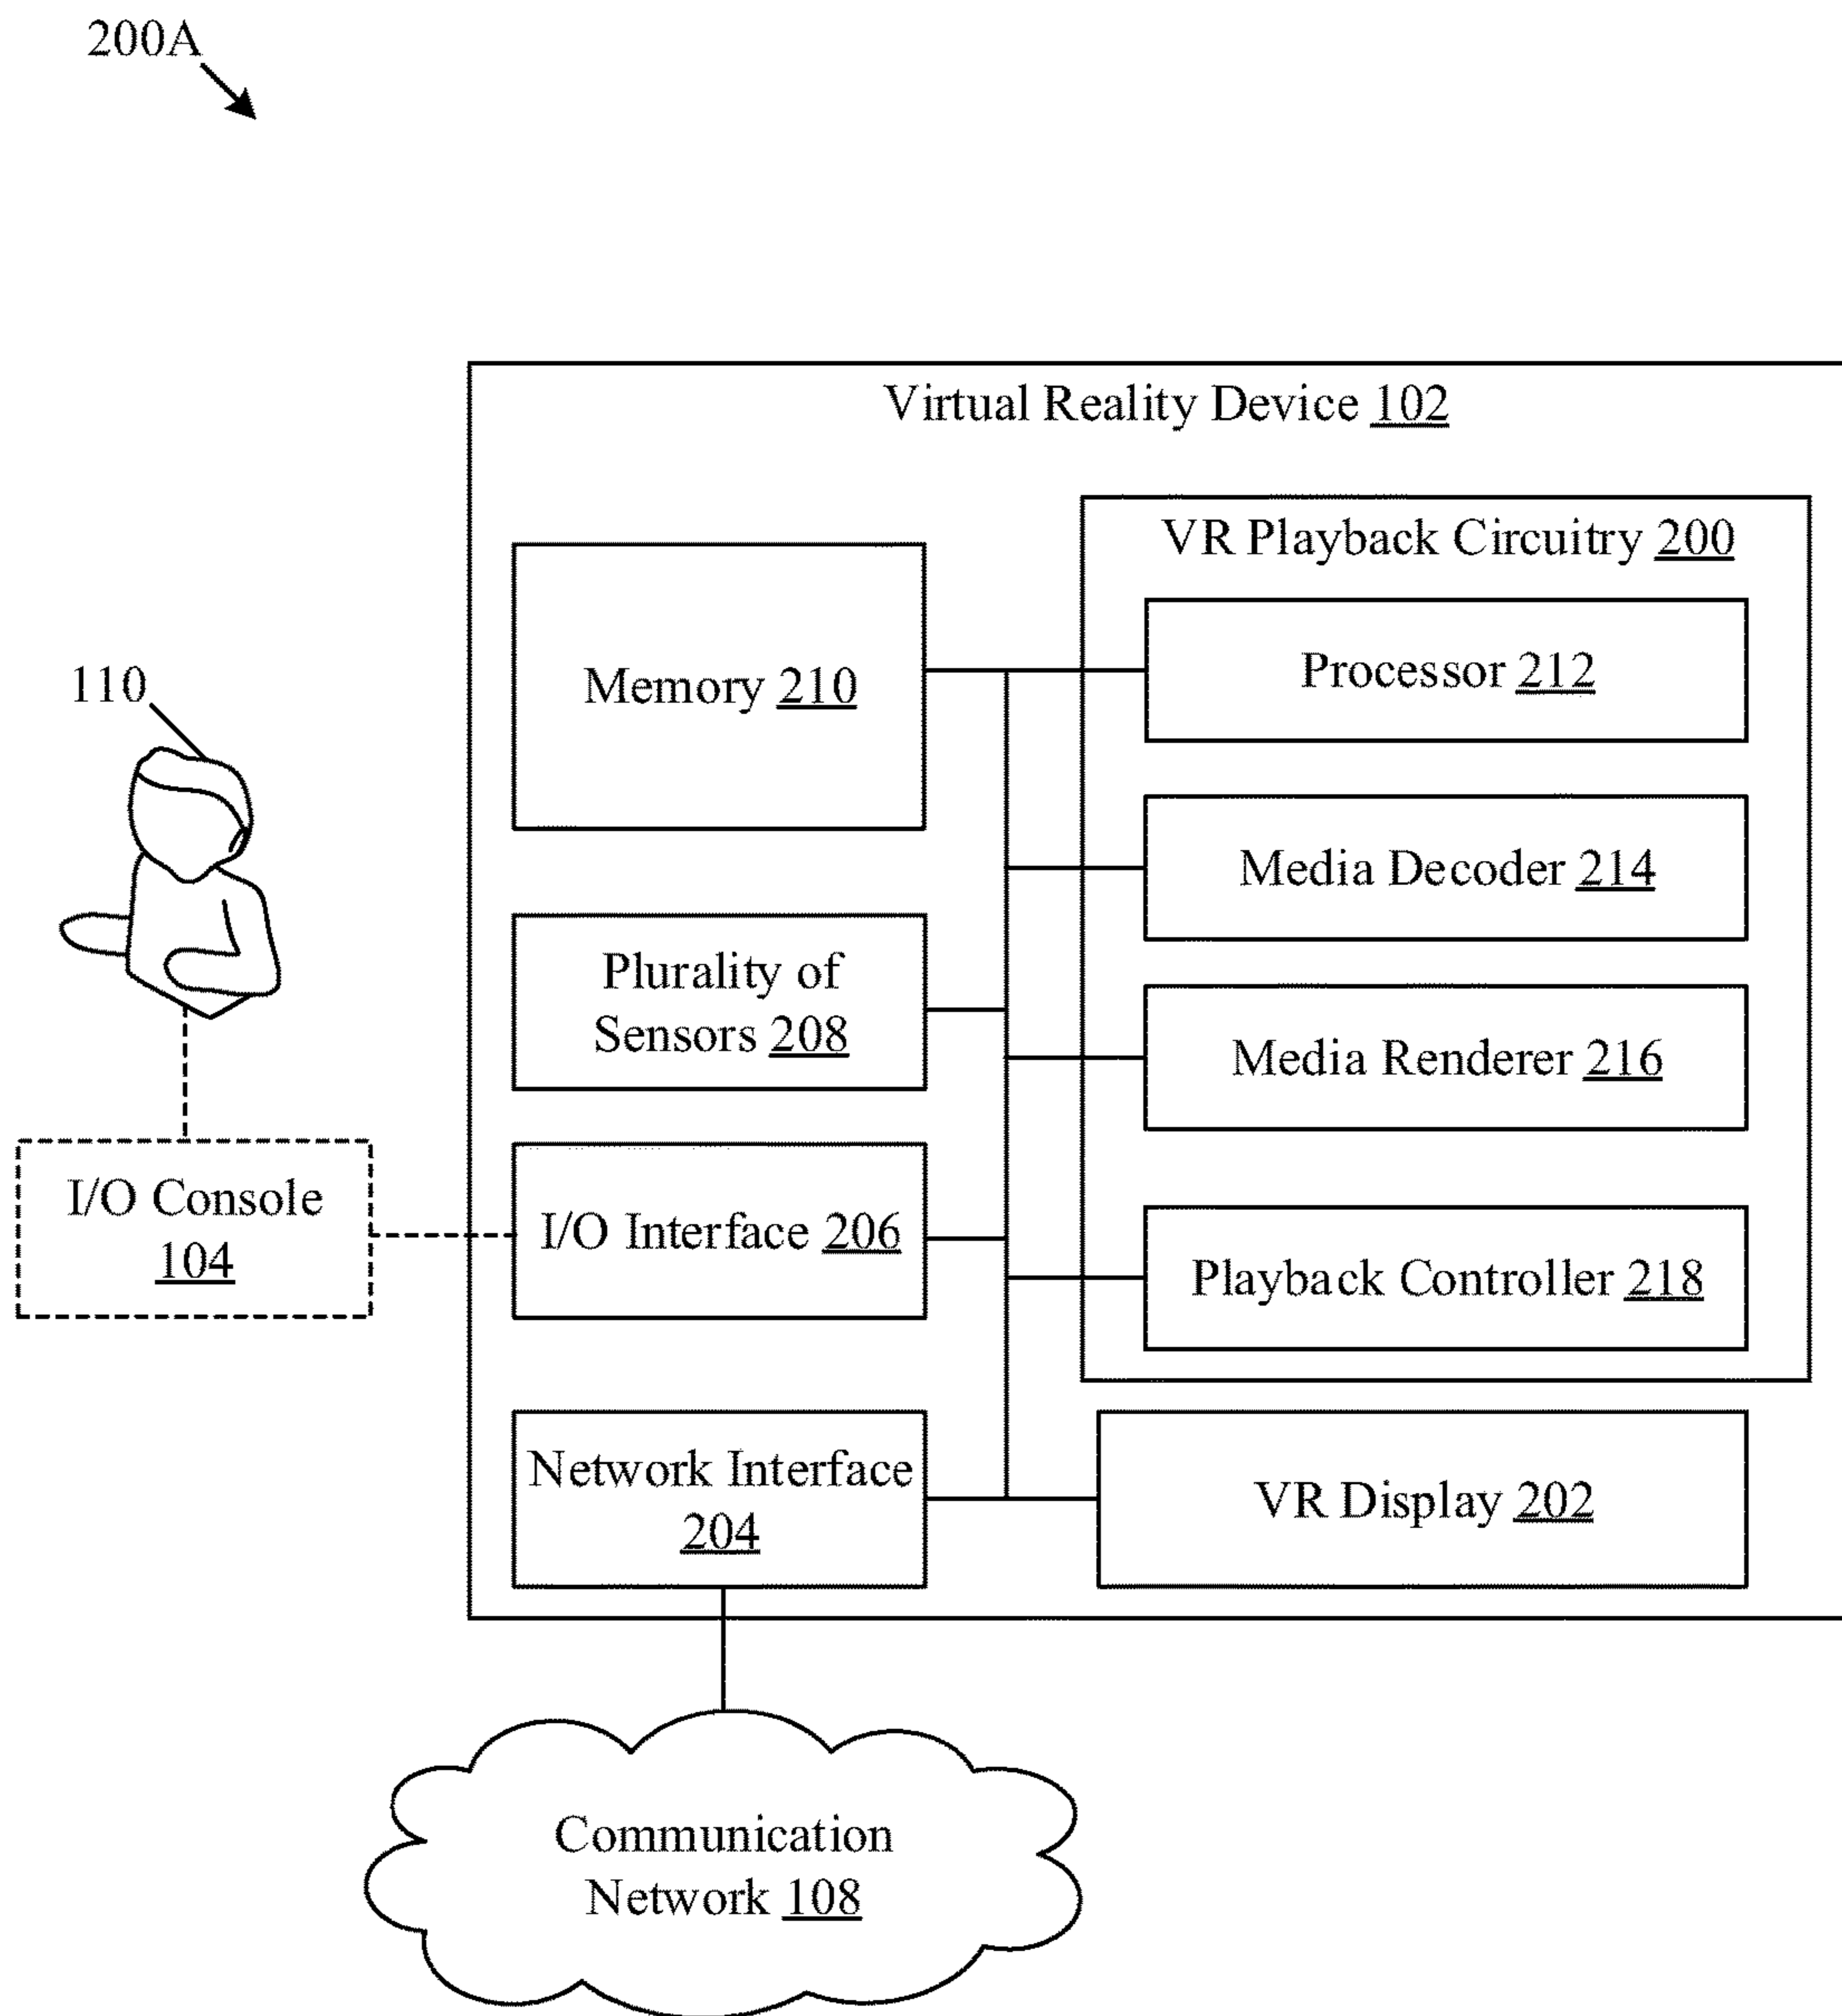 200A
Virtual Reality Device 102
VR Playback Circuitry 200
Memory 210
Processor 212
110
Media Decoder 214
Plurality of
Sensors 208
Media Renderer 216
I/O Console
104
I/O Interface 206
Playback Controller 218
Network Interface
204
VR Display 202
Communication
Network 108